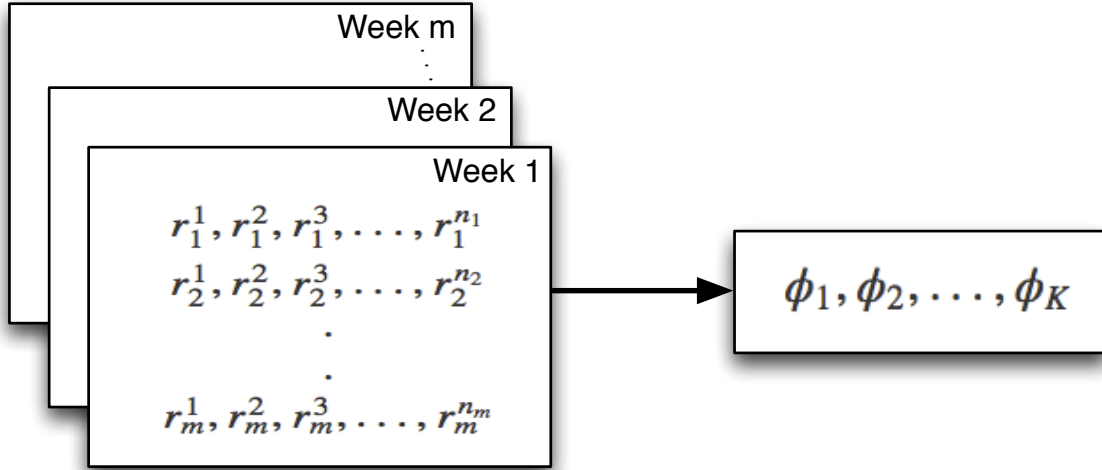 Week m
Week 2
Week 1
r_1^1, r_1^2, r_1^3, . . . , r_1^{n_1}
r_2^1, r_2^2, r_2^3, . . . , r_2^{n_2}
.
.
r_m^1, r_m^2, r_m^3, . . . , r_m^{n_m}
ϕ_1, ϕ_2, . . . , ϕ_K